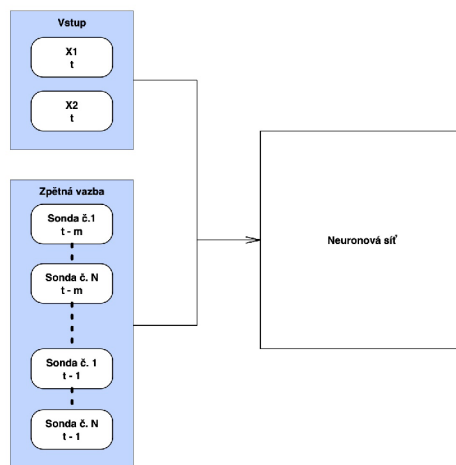 Vstup
X1
t
X2
t
Zpětná vazba
Sonda č.1
t - m
Sonda č. N
t - m
Sonda č. 1
t - 1
Sonda č. N
t - 1
Neuronová síť